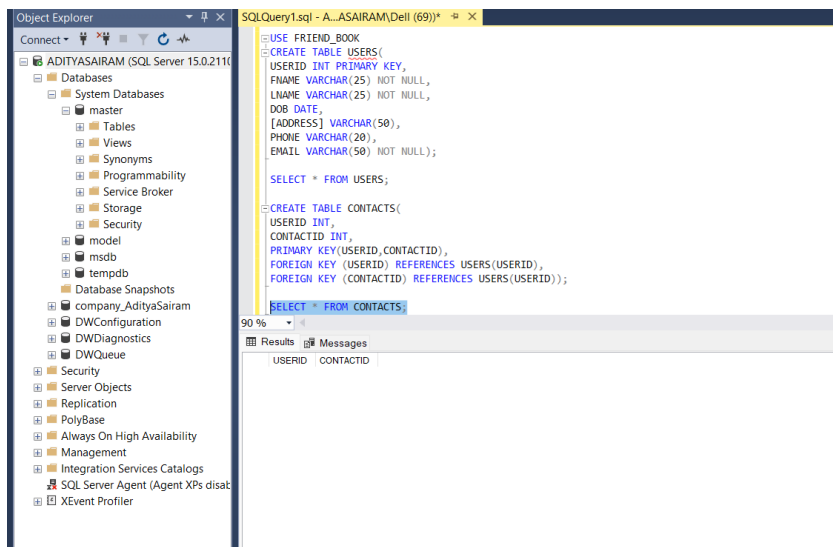 Object Explorer
Connect
ADITYASAIRAM (SQL Server 15.0.2110
Databases
System Databases
master
Tables
Views
Synonyms
Programmability
Service Broker
Storage
Security
model
msdb
tempdb
Database Snapshots
company_AdityaSairam
DWConfiguration
DWDiagnostics
DWQueue
Security
Server Objects
Replication
PolyBase
Always On High Availability
Management
Integration Services Catalogs
SQL Server Agent (Agent XPs disab
XEvent Profiler
SQLQuery1.sql - A...ASAIRAM\Dell (69))*
USE FRIEND_BOOK
CREATE TABLE USERS(
USERID INT PRIMARY KEY,
FNAME VARCHAR(25) NOT NULL,
LNAME VARCHAR(25) NOT NULL,
DOB DATE,
[ADDRESS] VARCHAR(50),
PHONE VARCHAR(20),
EMAIL VARCHAR(50) NOT NULL);
SELECT * FROM USERS;
CREATE TABLE CONTACTS(
USERID INT,
CONTACTID INT,
PRIMARY KEY(USERID,CONTACTID),
FOREIGN KEY (USERID) REFERENCES USERS(USERID),
FOREIGN KEY (CONTACTID) REFERENCES USERS(USERID));
SELECT * FROM CONTACTS;
90 %
Results Messages
USERID CONTACTID